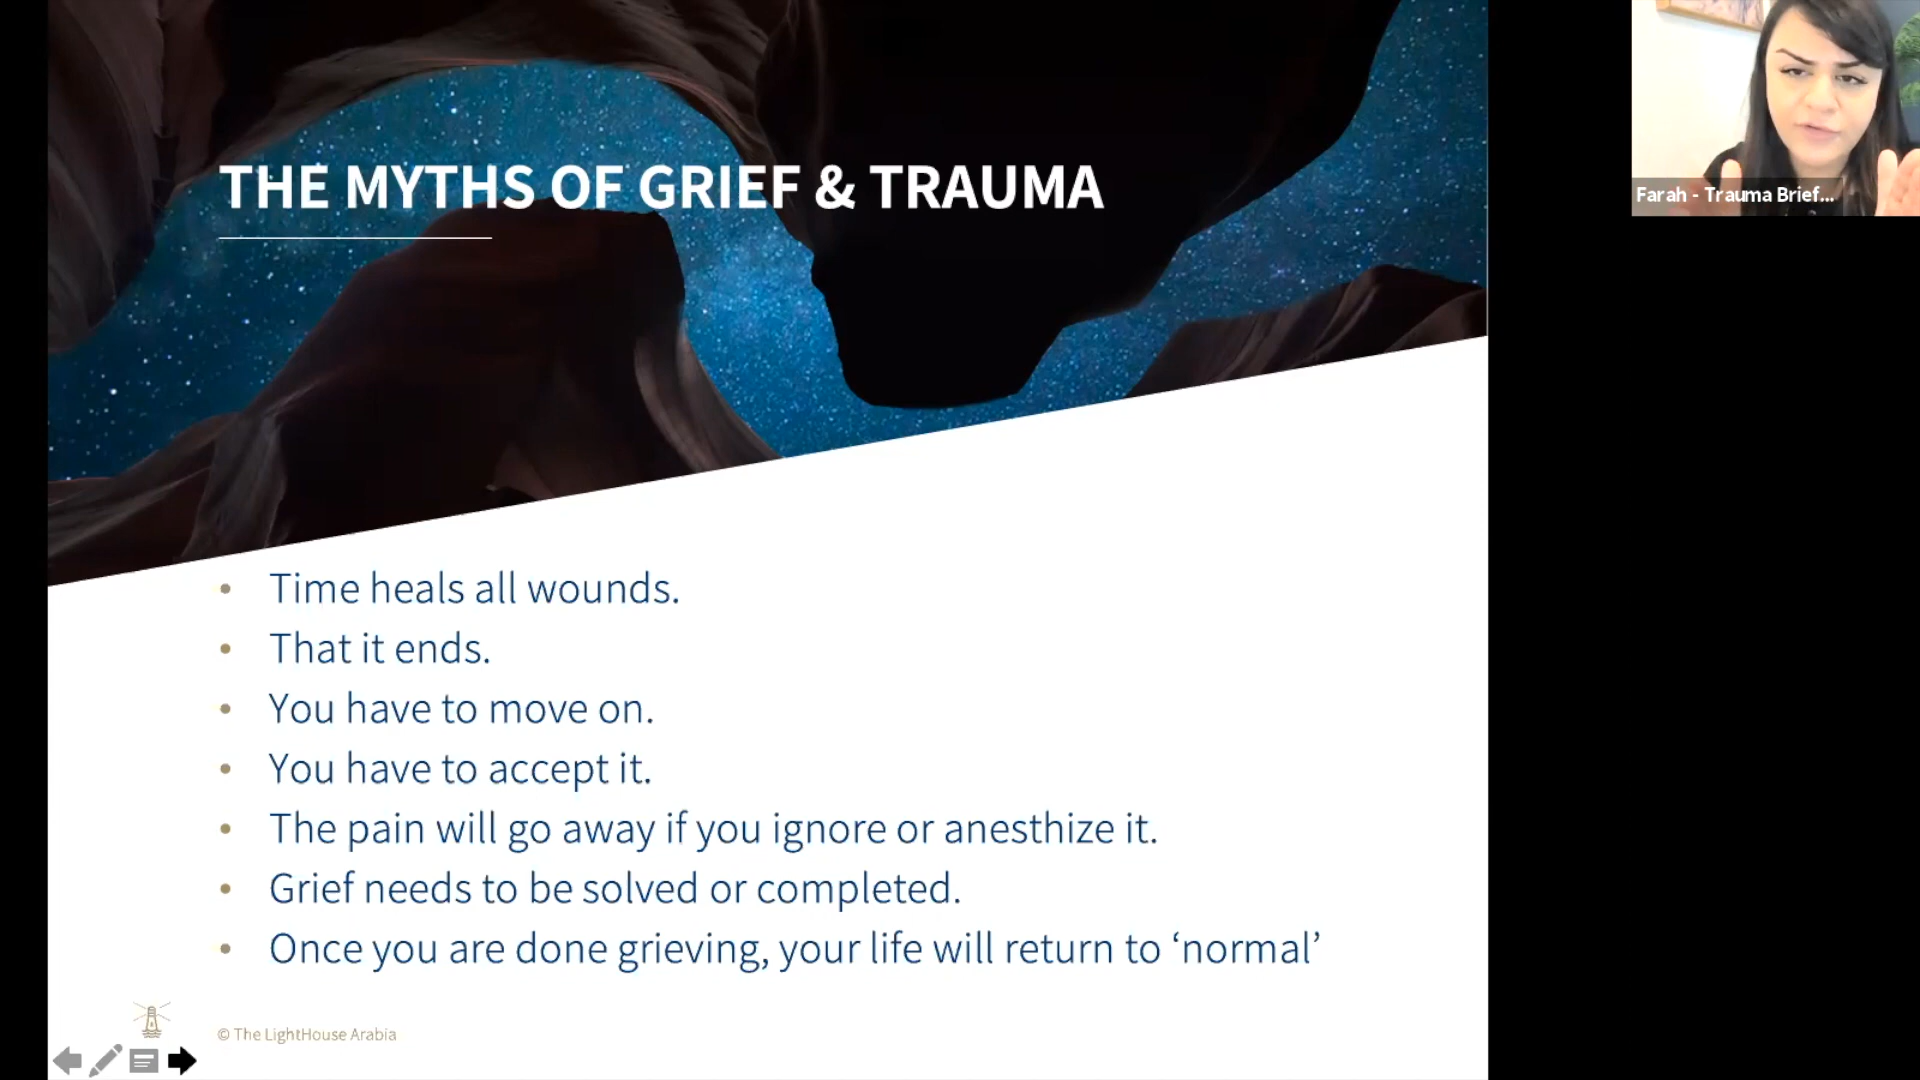 THE MYTHS OF GRIEF & TRAUMA
Farah - Trauma Brief...
• Time heals all wounds.
• That it ends.
• You have to move on.
• You have to accept it.
• The pain will go away if you ignore or anesthize it.
• Grief needs to be solved or completed.
• Once you are done grieving, your life will return to ‘normal’
© The LightHouse Arabia